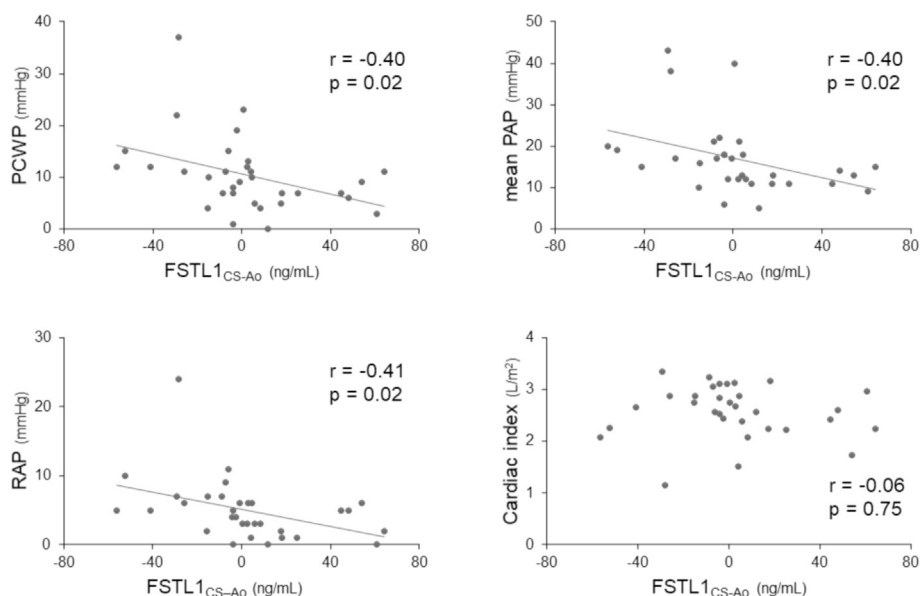 40
30
20
10
0
PCWP (mmHg)
r = -0.40
p = 0.02
-80 -40 0 40 80
FSTL1CS-Ao (ng/mL)
50
40
30
20
10
0
mean PAP (mmHg)
r = -0.40
p = 0.02
-80 -40 0 40 80
FSTL1CS-Ao (ng/mL)
30
20
10
0
RAP (mmHg)
r = -0.41
p = 0.02
-80 -40 0 40 80
FSTL1CS–Ao (ng/mL)
4
3
2
1
0
Cardiac index (L/m²)
r = -0.06
p = 0.75
-80 -40 0 40 80
FSTL1CS-Ao (ng/mL)